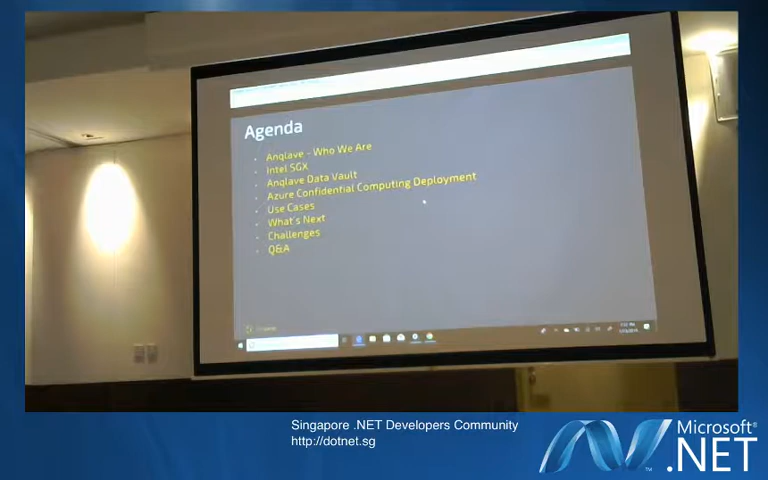 Agenda
Anqlave - Who We Are
Intel SGX
Anqlave Data Vault
Azure Confidential Computing Deployment
Use Cases
What's Next
Challenges
Q&A
Singapore .NET Developers Community
http://dotnet.sg
Microsoft®
.NET
™